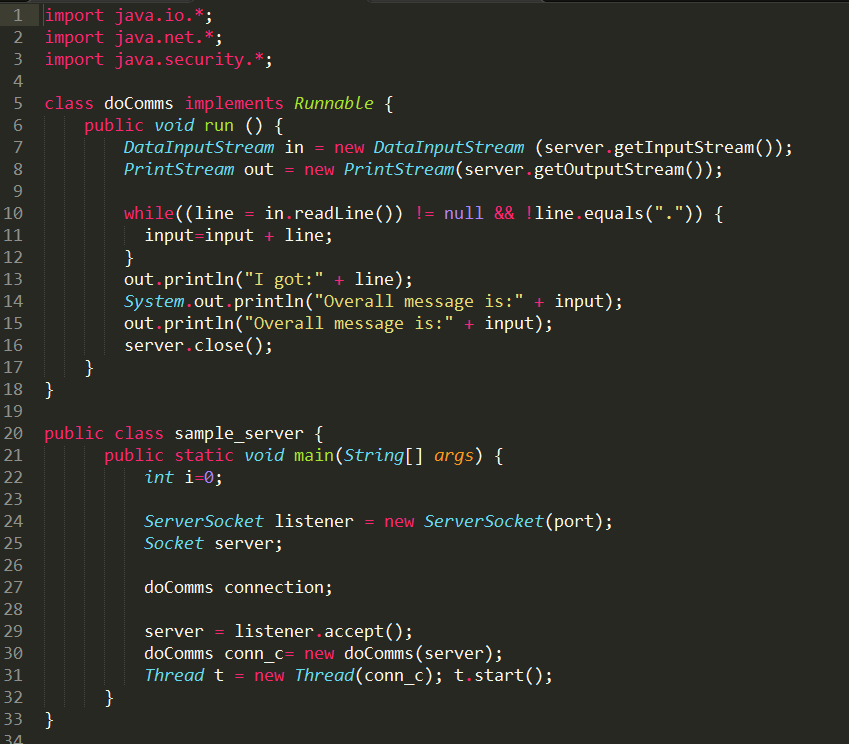 1 import java.io.*;
2 import java.net.*;
3 import java.security.*;
4
5 class doComms implements Runnable {
6 public void run () {
7 DataInputStream in = new DataInputStream (server.getInputStream());
8 PrintStream out = new PrintStream(server.getOutputStream());
9
10 while((line = in.readLine()) != null && !line.equals(".")) {
11 input=input + line;
12 }
13 out.println("I got:" + line);
14 System.out.println("Overall message is:" + input);
15 out.println("Overall message is:" + input);
16 server.close();
17 }
18 }
19
20 public class sample_server {
21 public static void main(String[] args) {
22 int i=0;
23
24 ServerSocket listener = new ServerSocket(port);
25 Socket server;
26
27 doComms connection;
28
29 server = listener.accept();
30 doComms conn_c= new doComms(server);
31 Thread t = new Thread(conn_c); t.start();
32 }
33 }
34